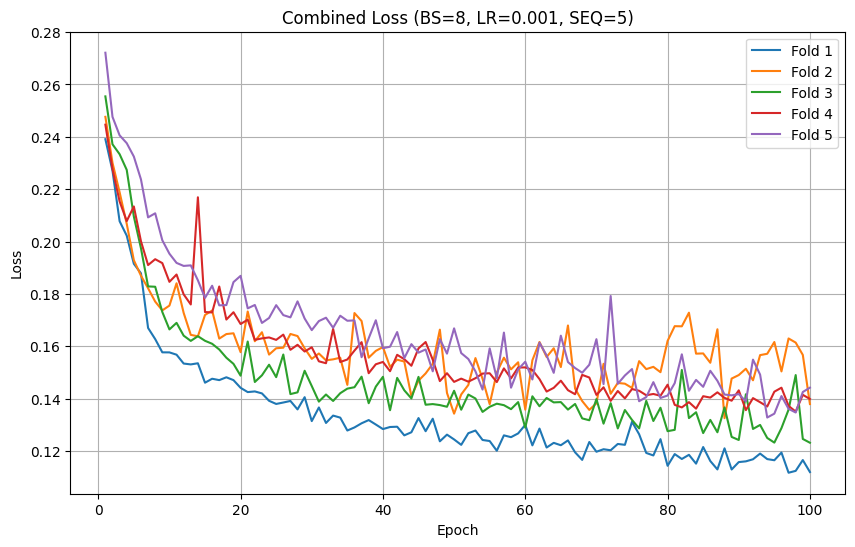 Combined Loss (BS=8, LR=0.001, SEQ=5)
0.28
0.26
0.24
0.22
0.20
0.18
0.16
0.14
0.12
Loss
Fold 1
Fold 2
Fold 3
Fold 4
Fold 5
0
20
40
60
80
100
Epoch